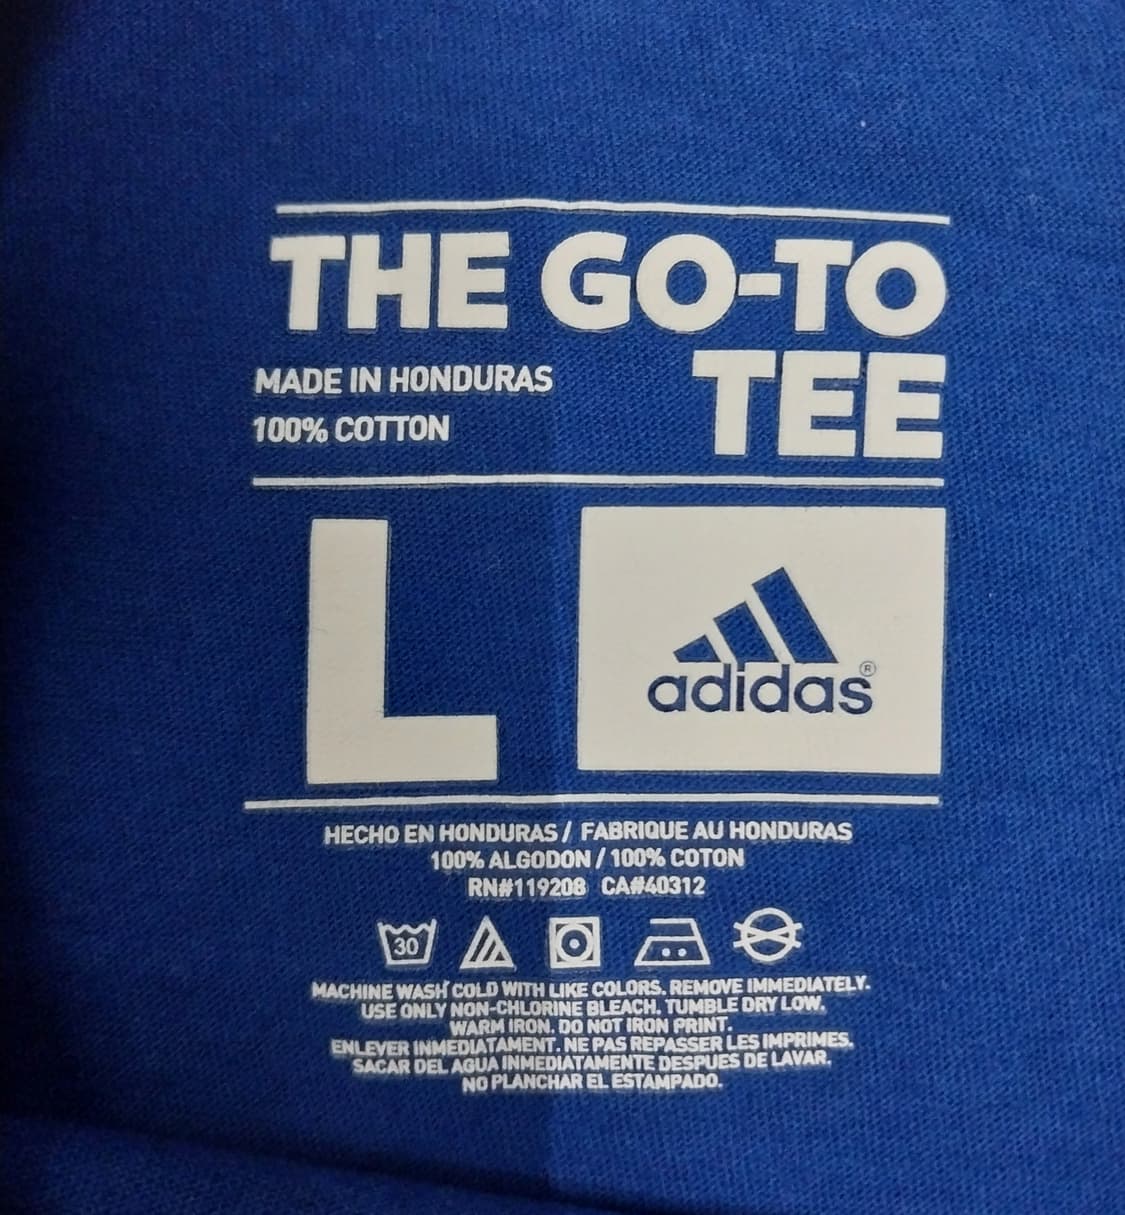 THE GO-TO
TEE
MADE IN HONDURAS
100% COTTON
L
adidas®
HECHO EN HONDURAS / FABRIQUE AU HONDURAS
100% ALGODON / 100% COTON
RN#119208 CA#40312
30
MACHINE WASH COLD WITH LIKE COLORS. REMOVE IMMEDIATELY.
USE ONLY NON-CHLORINE BLEACH. TUMBLE DRY LOW.
WARM IRON. DO NOT IRON PRINT.
ENLEVER INMEDIATAMENT. NE PAS REPASSER LES IMPRIMES.
SACAR DEL AGUA INMEDIATAMENTE DESPUES DE LAVAR.
NO PLANCHAR EL ESTAMPADO.